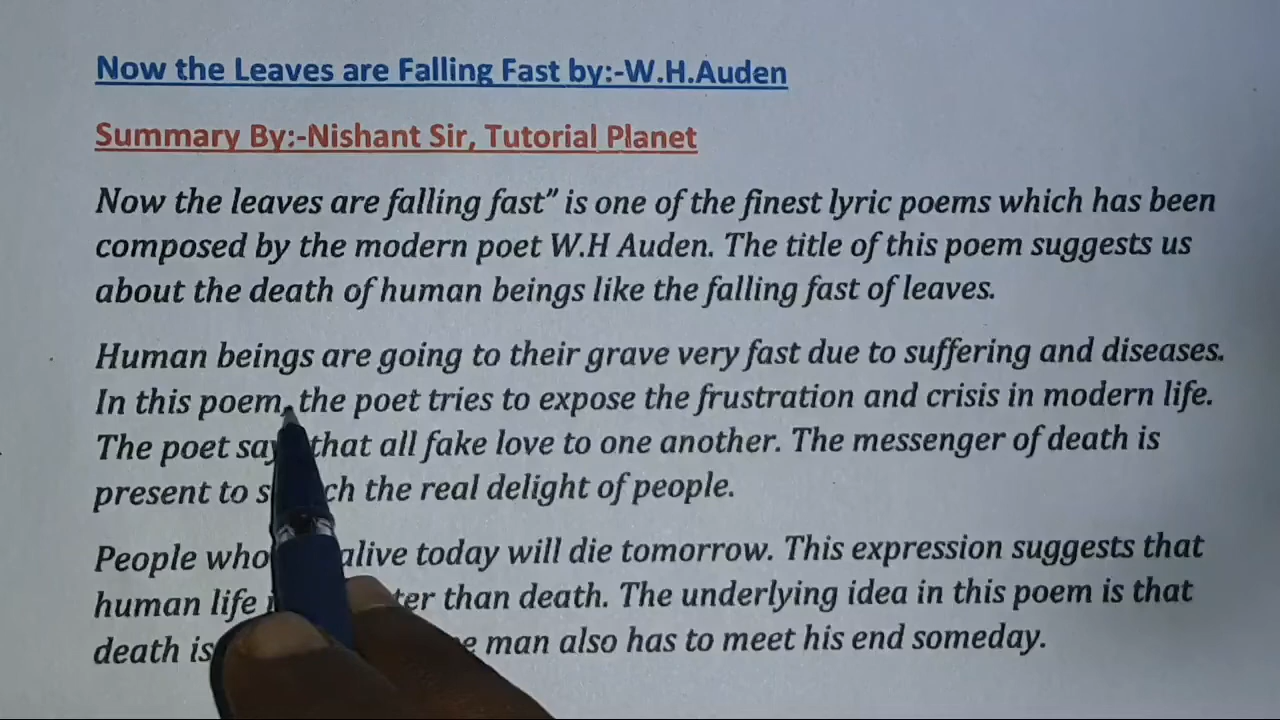 Now the Leaves are Falling Fast by:-W.H.Auden
Summary By:-Nishant Sir, Tutorial Planet
Now the leaves are falling fast” is one of the finest lyric poems which has been
composed by the modern poet W.H Auden. The title of this poem suggests us
about the death of human beings like the falling fast of leaves.
Human beings are going to their grave very fast due to suffering and diseases.
In this poem, the poet tries to expose the frustration and crisis in modern life.
The poet that all fake love to one another. The messenger of death is
present to the real delight of people.
People who alive today will die tomorrow. This expression suggests that
human life than death. The underlying idea in this poem is that
death is man also has to meet his end someday.